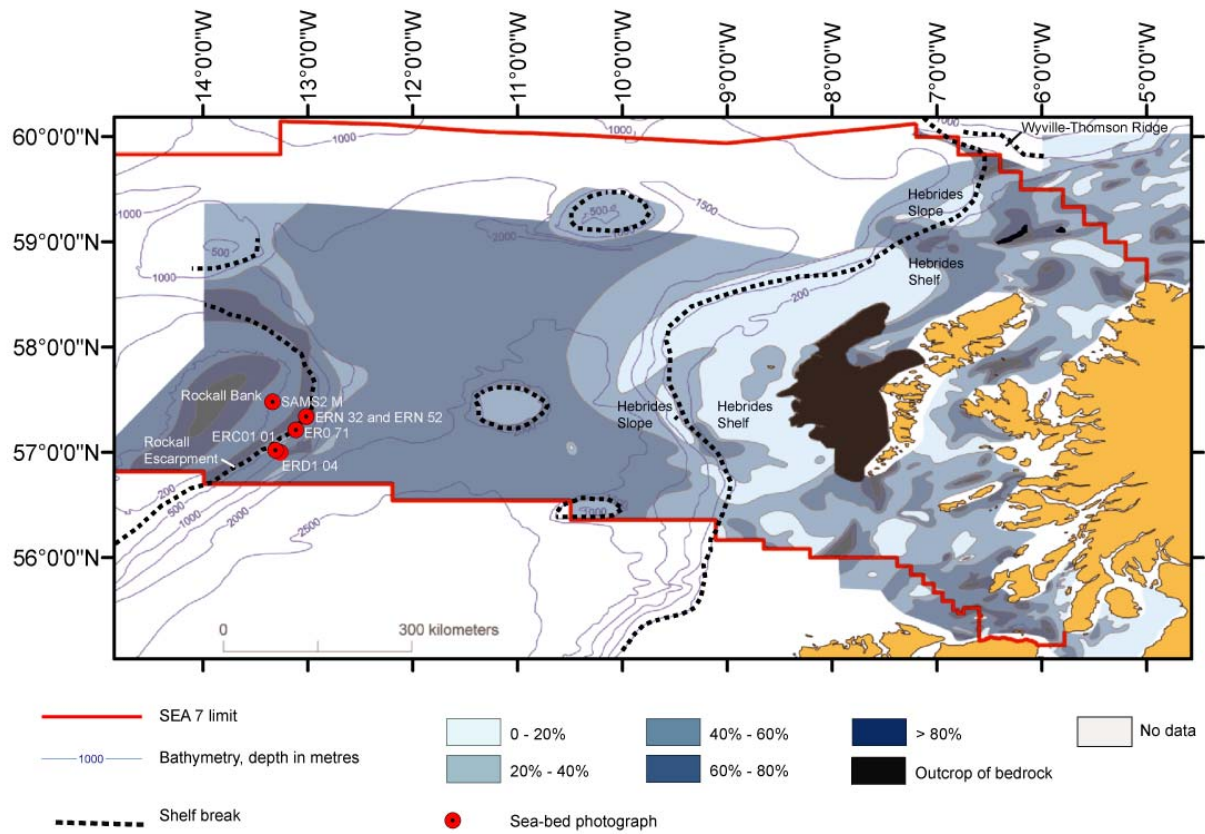 14°0'0"W
13°0'0"W
12°0'0"W
11°0'0"W
10°0'0"W
9°0'0"W
8°0'0"W
7°0'0"W
6°0'0"W
5°0'0"W
60°0'0"N
59°0'0"N
58°0'0"N
57°0'0"N
56°0'0"N
1000
1000
1000
Wyville-Thomson Ridge
1000
500
1500
2000
500
1000
Hebrides
Slope
Hebrides
Shelf
200
Rockall Bank
SAMS2 M
ERN 32 and ERN 52
ER0 71
ERC01 01
ERD1 04
Rockall
Escarpment
Hebrides
Slope
Hebrides
Shelf
200
500
1000
2000
2500
1000
0
300 kilometers
SEA 7 limit
1000
Bathymetry, depth in metres
Shelf break
0 - 20%
20% - 40%
40% - 60%
60% - 80%
> 80%
Outcrop of bedrock
No data
Sea-bed photograph